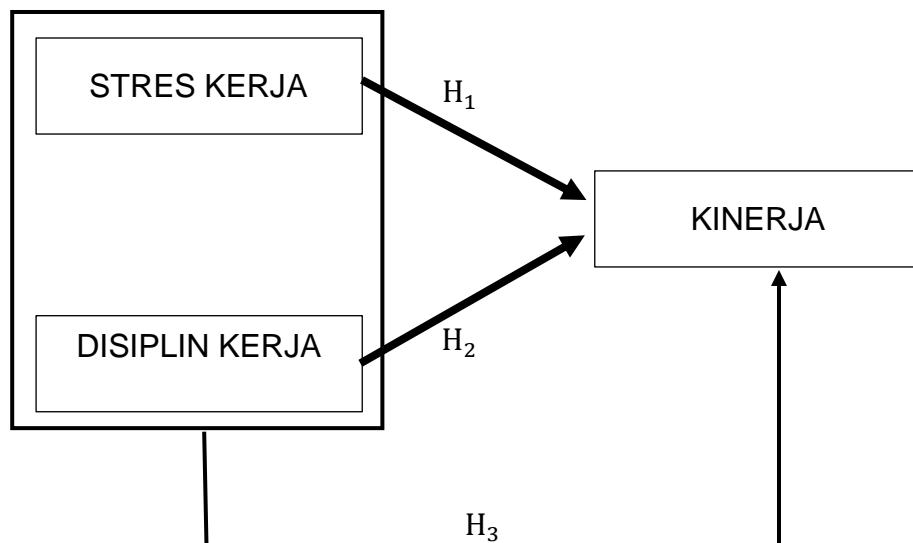 STRES KERJA
H₁
KINERJA
DISIPLIN KERJA
H₂
H₃